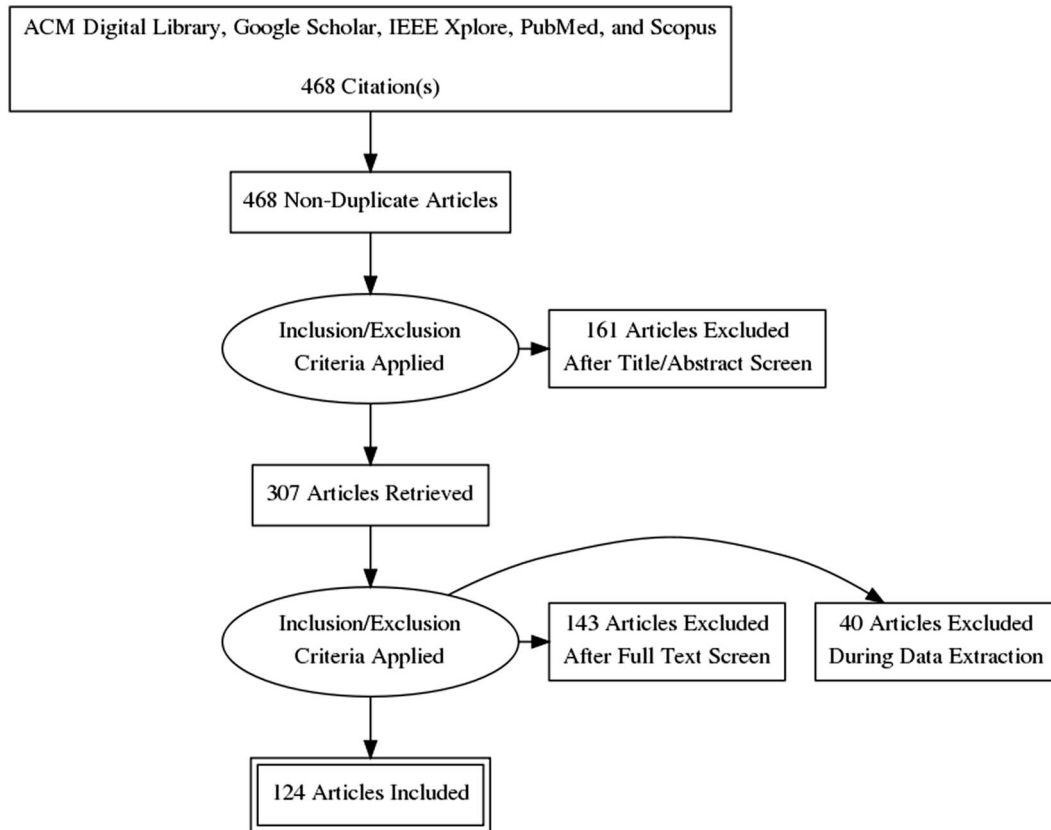 ACM Digital Library, Google Scholar, IEEE Xplore, PubMed, and Scopus
468 Citation(s)
468 Non-Duplicate Articles
Inclusion/Exclusion
Criteria Applied
161 Articles Excluded
After Title/Abstract Screen
307 Articles Retrieved
Inclusion/Exclusion
Criteria Applied
143 Articles Excluded
After Full Text Screen
40 Articles Excluded
During Data Extraction
124 Articles Included